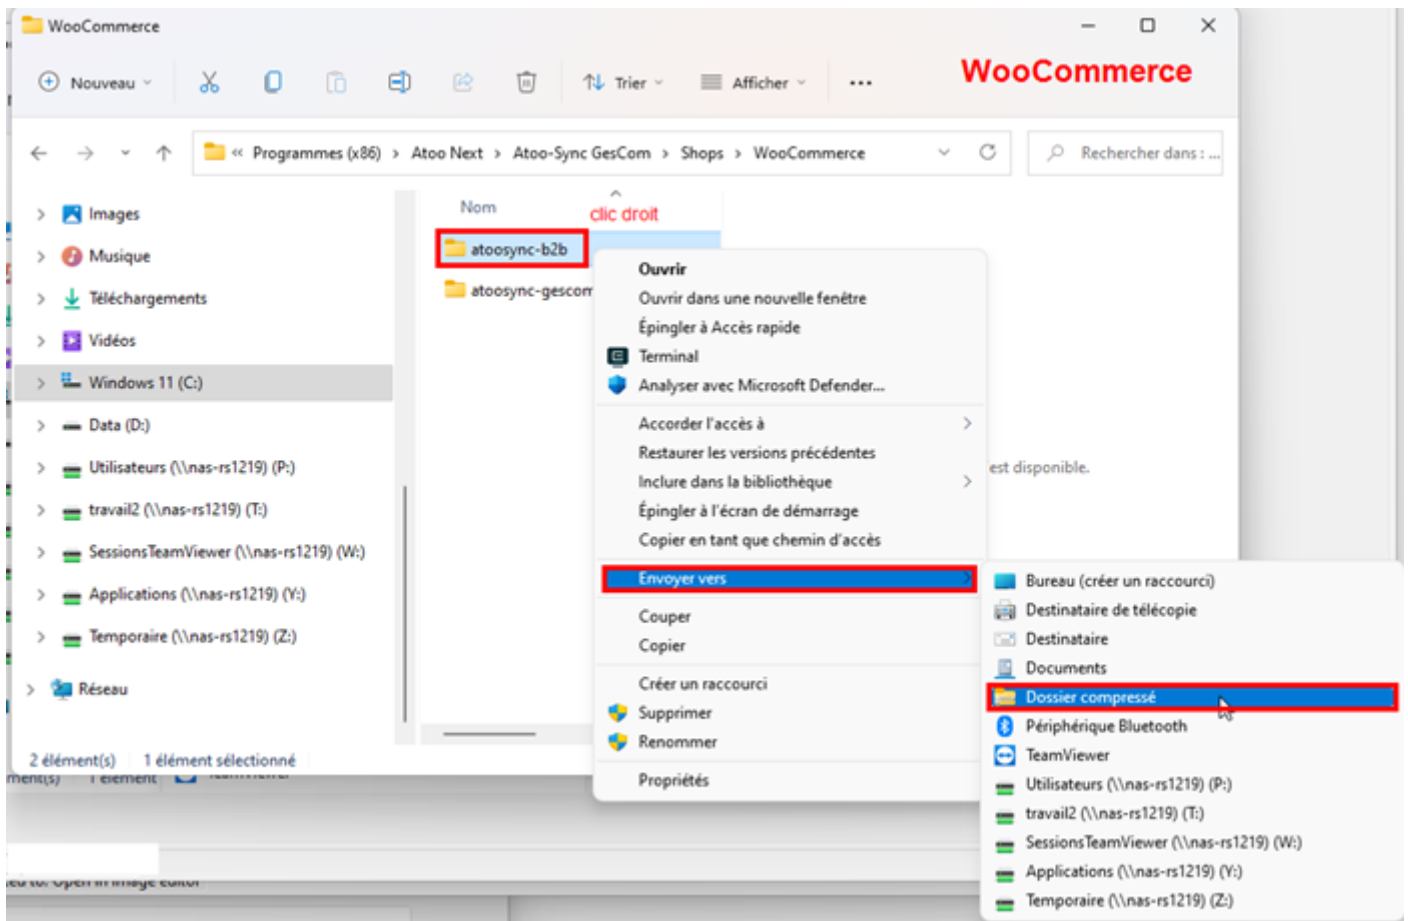 WooCommerce
Nouveau
Trier
Afficher
WooCommerce
« Programmes (x86) > Atoo Next > Atoo-Sync GesCom > Shops > WooCommerce
Rechercher dans : ...
Images
Musique
Téléchargements
Vidéos
Windows 11 (C:)
Data (D:)
Utilisateurs (\\nas-rs1219) (P:)
travail2 (\\nas-rs1219) (T:)
SessionsTeamViewer (\\nas-rs1219) (W:)
Applications (\\nas-rs1219) (Y:)
Temporaire (\\nas-rs1219) (Z:)
Réseau
Nom
clic droit
atoosync-b2b
atoosync-gescom
Ouvrir
Ouvrir dans une nouvelle fenêtre
Épingler à Accès rapide
Terminal
Analyser avec Microsoft Defender...
Accorder l'accès à
Restaurer les versions précédentes
Inclure dans la bibliothèque
Épingler à l'écran de démarrage
Copier en tant que chemin d'accès
Envoyer vers
Couper
Copier
Créer un raccourci
Supprimer
Renommer
Propriétés
est disponible.
Bureau (créer un raccourci)
Destinataire de télécopie
Destinataire
Documents
Dossier compressé
Périphérique Bluetooth
TeamViewer
Utilisateurs (\\nas-rs1219) (P:)
travail2 (\\nas-rs1219) (T:)
SessionsTeamViewer (\\nas-rs1219) (W:)
Applications (\\nas-rs1219) (Y:)
Temporaire (\\nas-rs1219) (Z:)
2 élément(s)
1 élément sélectionné